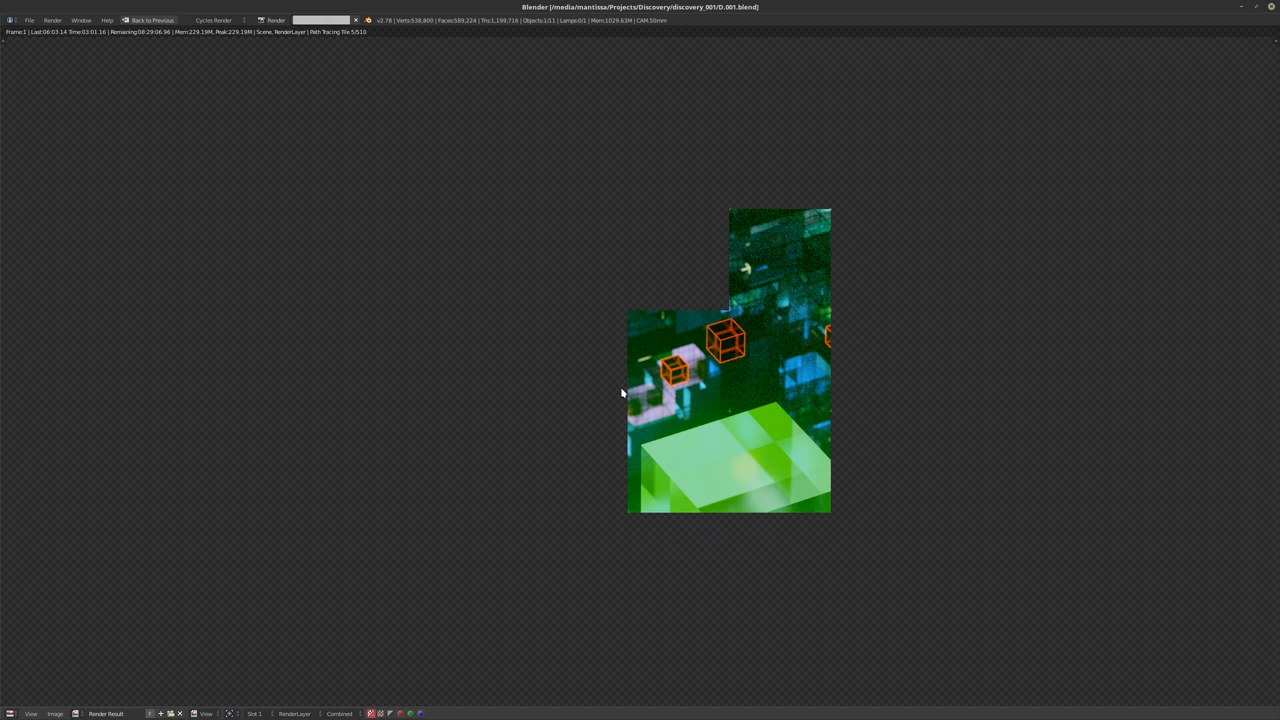 Blender [/media/mantissa/Projects/Discovery/discovery_001/D.001.blend]
File Render Window Help Back to Previous Cycles Render Render v2.78 | Verts:538,800 | Faces:589,224 | Tris:1,199,716 | Objects:1/11 | Lamps:0/1 | Mem:1029.63M | CAM.50mm
Frame:1 | Last:06:03.14 Time:03:01.16 | Remaining:08:29:06.96 | Mem:229.19M, Peak:229.19M | Scene, RenderLayer | Path Tracing Tile 5/510
View Image Render Result F View Slot 1 RenderLayer Combined